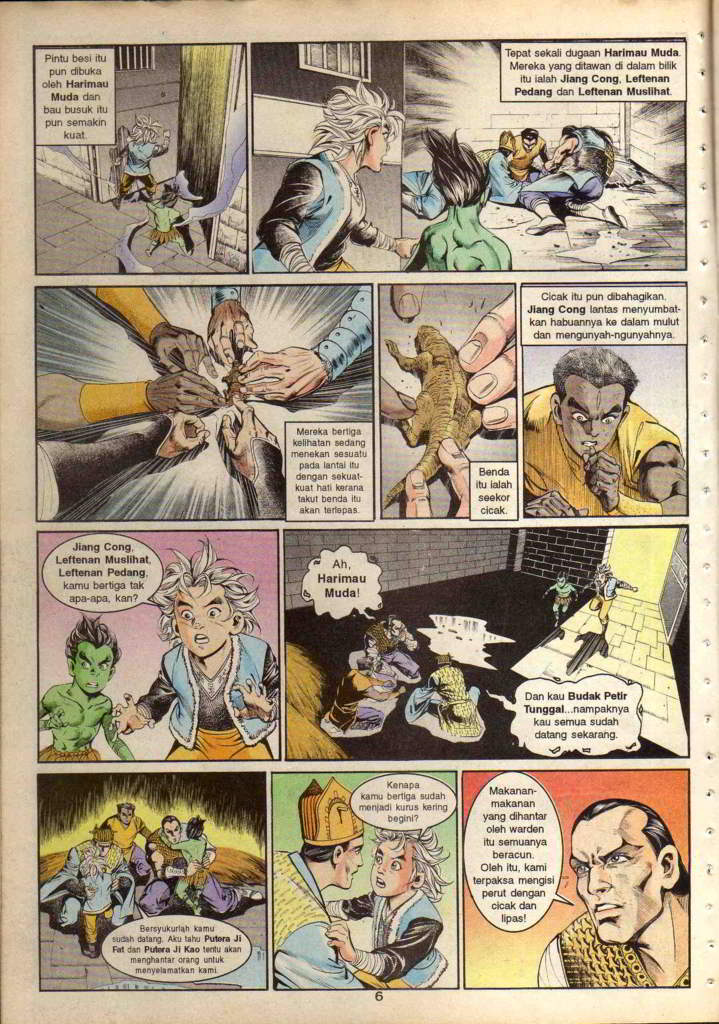 Pintu besi itu
pun dibuka
oleh Harimau
Muda dan
bau busuk itu
pun semakin
kuat.
Tepat sekali dugaan Harimau Muda.
Mereka yang ditawan di dalam bilik
itu ialah Jiang Cong, Leftenan
Pedang dan Leftenan Muslihat.
Mereka bertiga
kelihatan sedang
menekan sesuatu
pada lantai itu
dengan sekuat-
kuat hati kerana
takut benda itu
akan terlepas.
Benda
itu ialah
seekor
cicak.
Cicak itu pun dibahagikan.
Jiang Cong lantas menyumbat-
kan habuannya ke dalam mulut
dan mengunyah-ngunyahnya.
Jiang Cong,
Leftenan Muslihat,
Leftenan Pedang,
kamu bertiga tak
apa-apa, kan?
Ah,
Harimau
Muda!
Dan kau Budak Petir
Tunggal...nampaknya
kau semua sudah
datang sekarang.
Bersyukurlah kamu
sudah datang. Aku tahu Putera Ji
Fat dan Putera Ji Kao tentu akan
menghantar orang untuk
menyelamatkan kami.
Kenapa
kamu bertiga sudah
menjadi kurus kering
begini?
Makanan-
makanan
yang dihantar
oleh warden
itu semuanya
beracun.
Oleh itu, kami
terpaksa mengisi
perut dengan
cicak dan
lipas!
6